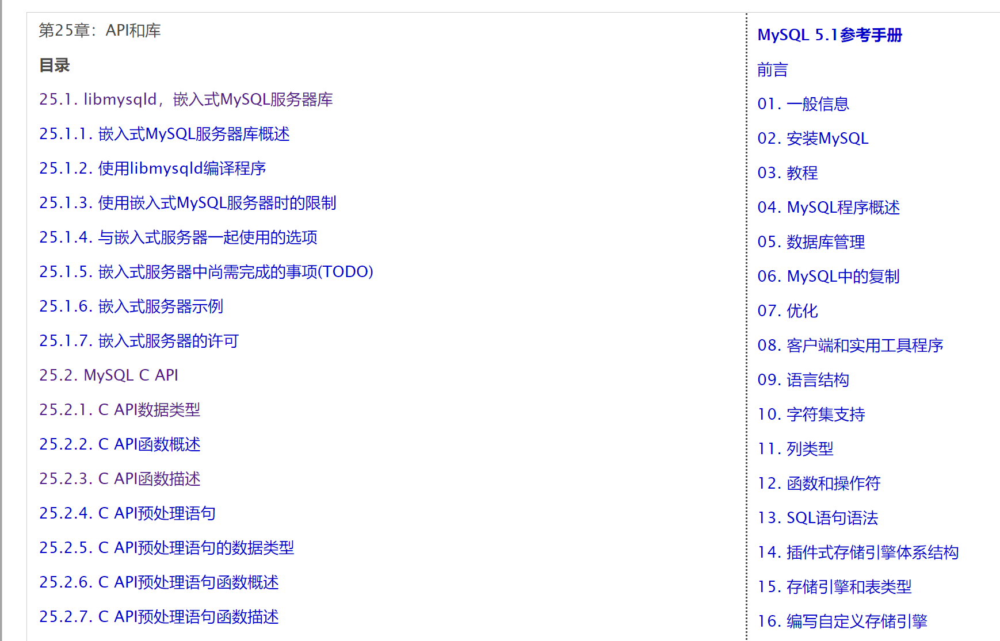 第25章：API和库
目录
25.1. libmysqld，嵌入式MySQL服务器库
25.1.1. 嵌入式MySQL服务器库概述
25.1.2. 使用libmysqld编译程序
25.1.3. 使用嵌入式MySQL服务器时的限制
25.1.4. 与嵌入式服务器一起使用的选项
25.1.5. 嵌入式服务器中尚需完成的事项(TODO)
25.1.6. 嵌入式服务器示例
25.1.7. 嵌入式服务器的许可
25.2. MySQL C API
25.2.1. C API数据类型
25.2.2. C API函数概述
25.2.3. C API函数描述
25.2.4. C API预处理语句
25.2.5. C API预处理语句的数据类型
25.2.6. C API预处理语句函数概述
25.2.7. C API预处理语句函数描述
MySQL 5.1参考手册
前言
01. 一般信息
02. 安装MySQL
03. 教程
04. MySQL程序概述
05. 数据库管理
06. MySQL中的复制
07. 优化
08. 客户端和实用工具程序
09. 语言结构
10. 字符集支持
11. 列类型
12. 函数和操作符
13. SQL语句语法
14. 插件式存储引擎体系结构
15. 存储引擎和表类型
16. 编写自定义存储引擎